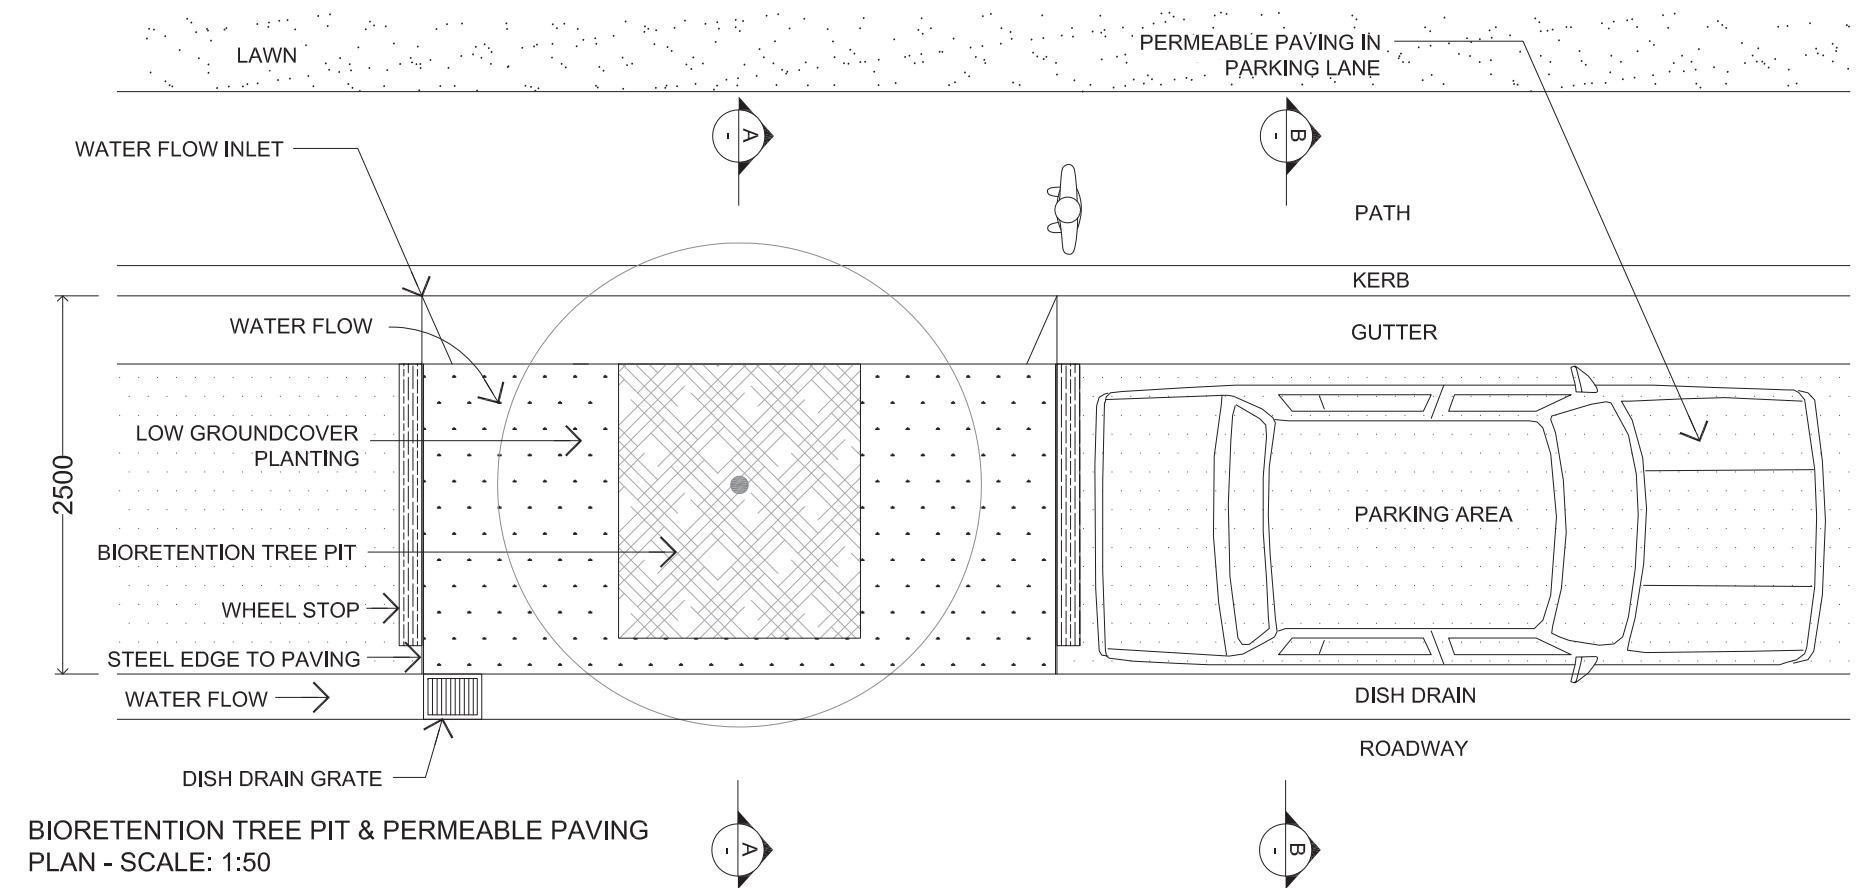 LAWN
PERMEABLE PAVING IN
PARKING LANE
A
-
B
-
WATER FLOW INLET
PATH
KERB
WATER FLOW
GUTTER
LOW GROUNDCOVER
PLANTING
2500
PARKING AREA
BIORETENTION TREE PIT
WHEEL STOP
STEEL EDGE TO PAVING
WATER FLOW
DISH DRAIN
ROADWAY
DISH DRAIN GRATE
A
-
B
-
BIORETENTION TREE PIT & PERMEABLE PAVING
PLAN - SCALE: 1:50